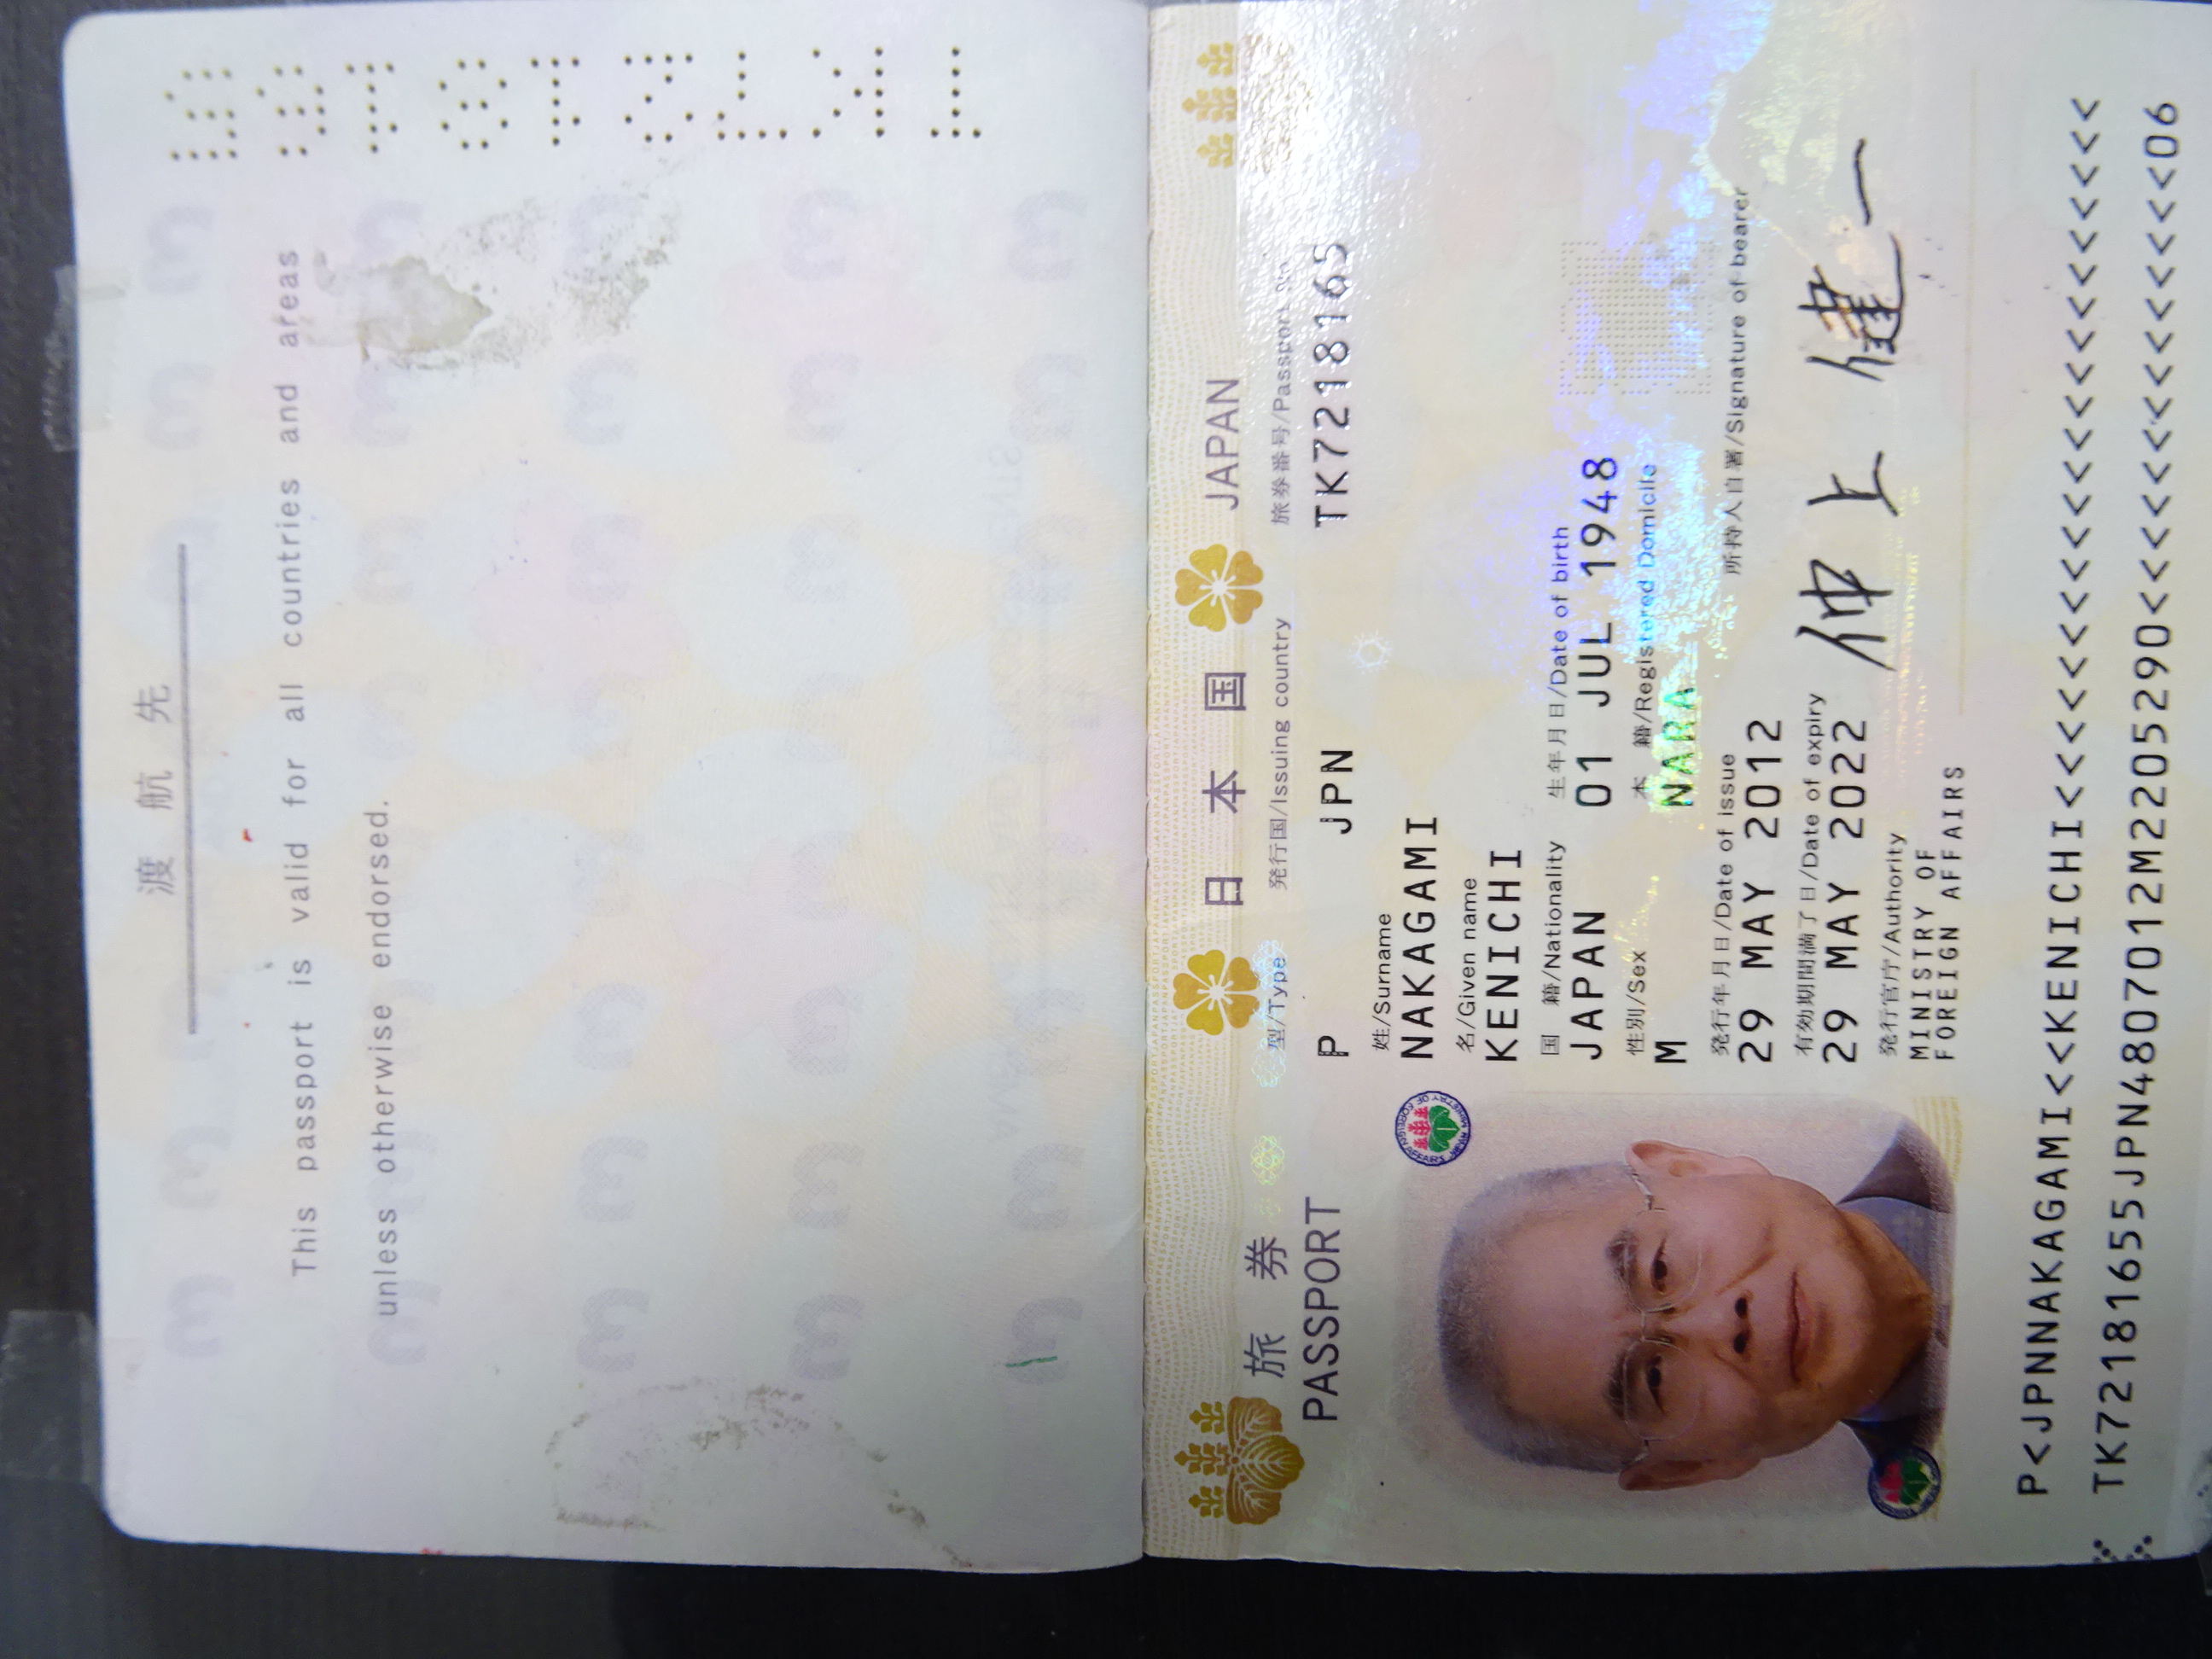 渡航先
This passport is valid for all countries and areas
unless otherwise endorsed.
日本国 JAPAN
旅券
PASSPORT
型/Type 発行国/Issuing country 旅券番号/Passport No.
P JPN TK7218165
姓/Surname
NAKAGAMI
名/Given name
KENICHI
国籍/Nationality 生年月日/Date of birth
JAPAN 01 JUL 1948
性別/Sex 本籍/Registered Domicile
M NARA
発行年月日/Date of issue 所持人自署/Signature of bearer
29 MAY 2012
有効期間満了日/Date of expiry
29 MAY 2022
仲上健一
発行官庁/Authority
MINISTRY OF
FOREIGN AFFAIRS
P<JPNNAKAGAMI<<KENICHI<<<<<<<<<<<<<<<<<<<<<<
TK72181655JPN4807012M2205290<<<<<<<<<<<<<<06